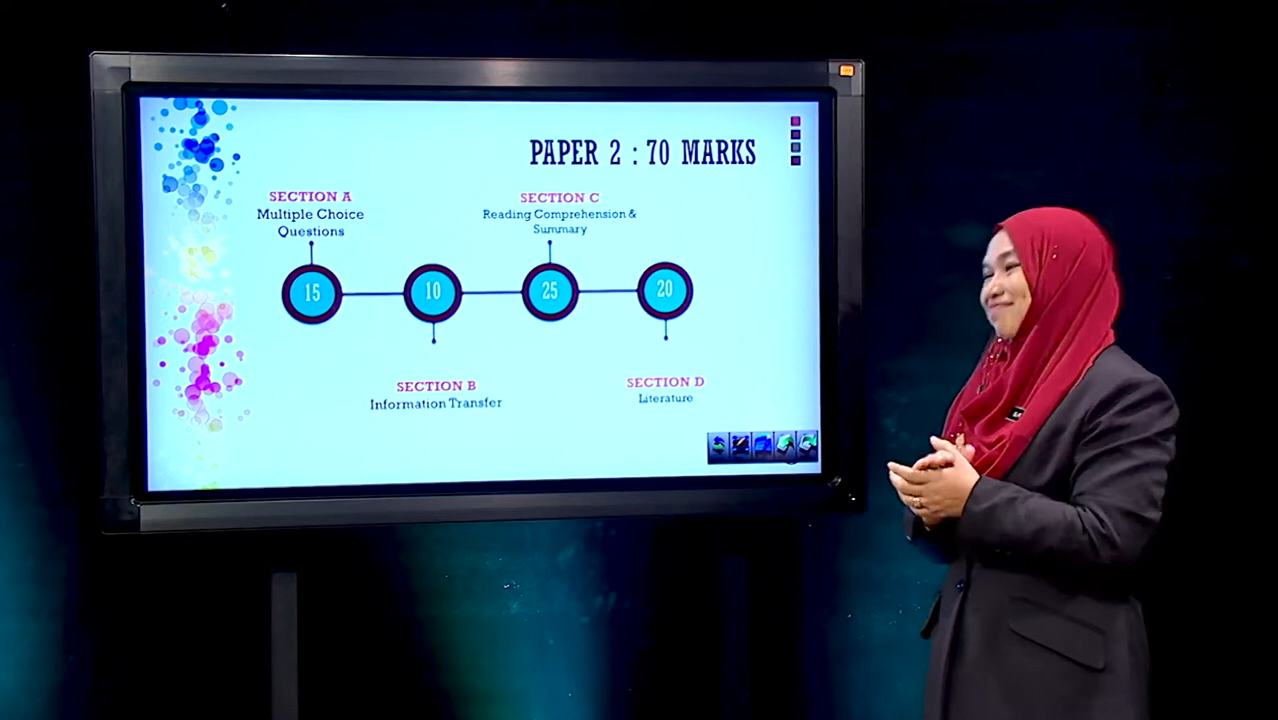 PAPER 2 : 70 MARKS
SECTION A
Multiple Choice
Questions
15
10
SECTION B
Information Transfer
SECTION C
Reading Comprehension &
Summary
25
20
SECTION D
Literature